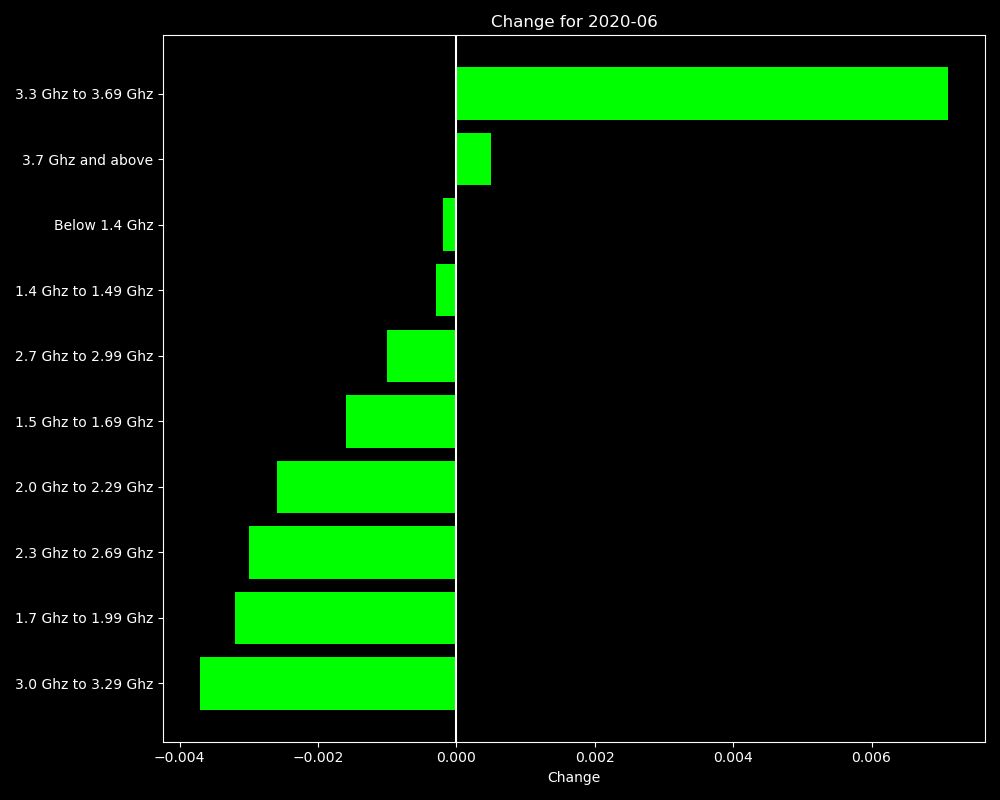 Change for 2020-06
3.3 Ghz to 3.69 Ghz
3.7 Ghz and above
Below 1.4 Ghz
1.4 Ghz to 1.49 Ghz
2.7 Ghz to 2.99 Ghz
1.5 Ghz to 1.69 Ghz
2.0 Ghz to 2.29 Ghz
2.3 Ghz to 2.69 Ghz
1.7 Ghz to 1.99 Ghz
3.0 Ghz to 3.29 Ghz
−0.004 −0.002 0.000 0.002 0.004 0.006
Change